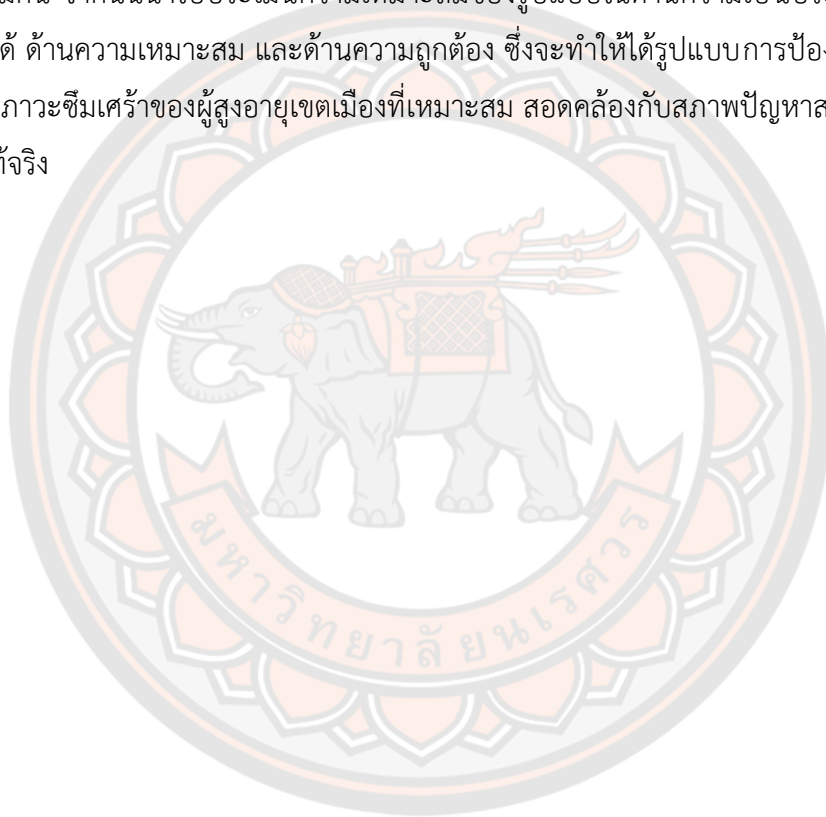 ด้ ด้านความเหมาะสม และด้านความถูกต้อง ซึ่งจะทำให้ได้รูปแบบการป้อง
ภาวะซึมเศร้าของผู้สูงอายุเขตเมืองที่เหมาะสม สอดคล้องกับสภาพปัญหาส
ท้จริง
มหาวิทยาลัยนเรศวร